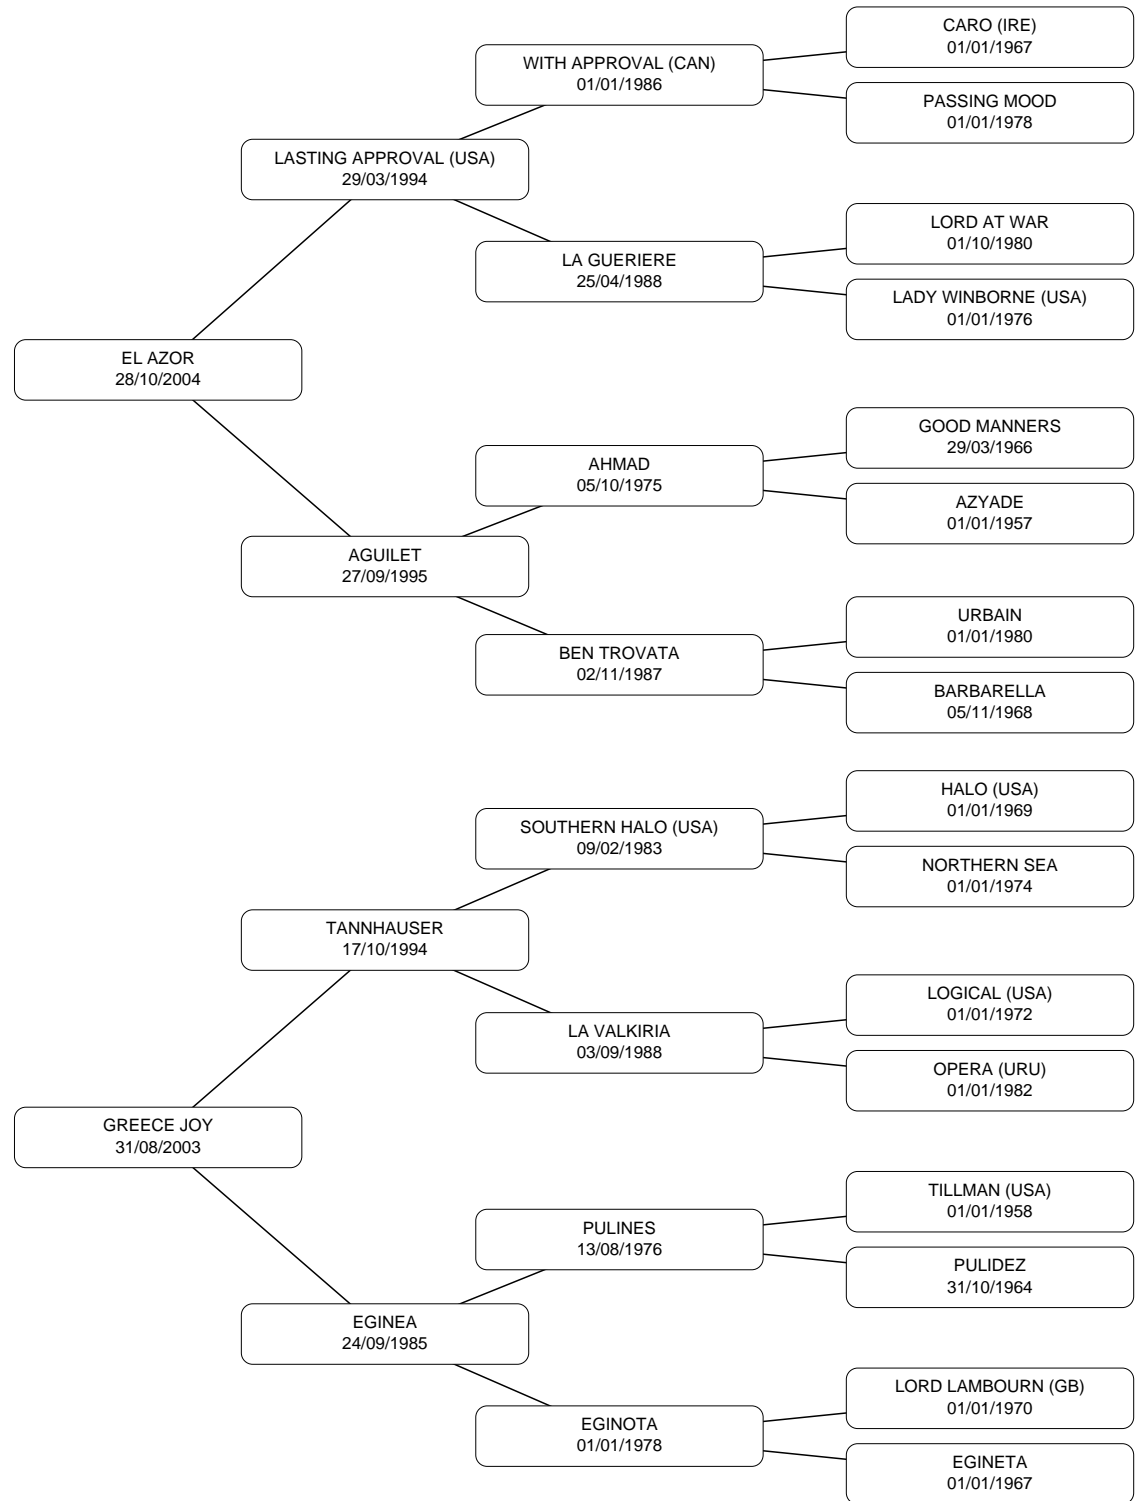 CARO (IRE)
01/01/1967
WITH APPROVAL (CAN)
01/01/1986
PASSING MOOD
01/01/1978
LASTING APPROVAL (USA)
29/03/1994
LORD AT WAR
01/10/1980
LA GUERIERE
25/04/1988
LADY WINBORNE (USA)
01/01/1976
EL AZOR
28/10/2004
GOOD MANNERS
29/03/1966
AHMAD
05/10/1975
AZYADE
01/01/1957
AGUILET
27/09/1995
URBAIN
01/01/1980
BEN TROVATA
02/11/1987
BARBARELLA
05/11/1968
HALO (USA)
01/01/1969
SOUTHERN HALO (USA)
09/02/1983
NORTHERN SEA
01/01/1974
TANNHAUSER
17/10/1994
LOGICAL (USA)
01/01/1972
LA VALKIRIA
03/09/1988
OPERA (URU)
01/01/1982
GREECE JOY
31/08/2003
TILLMAN (USA)
01/01/1958
PULINES
13/08/1976
PULIDEZ
31/10/1964
EGINEA
24/09/1985
LORD LAMBOURN (GB)
01/01/1970
EGINOTA
01/01/1978
EGINETA
01/01/1967